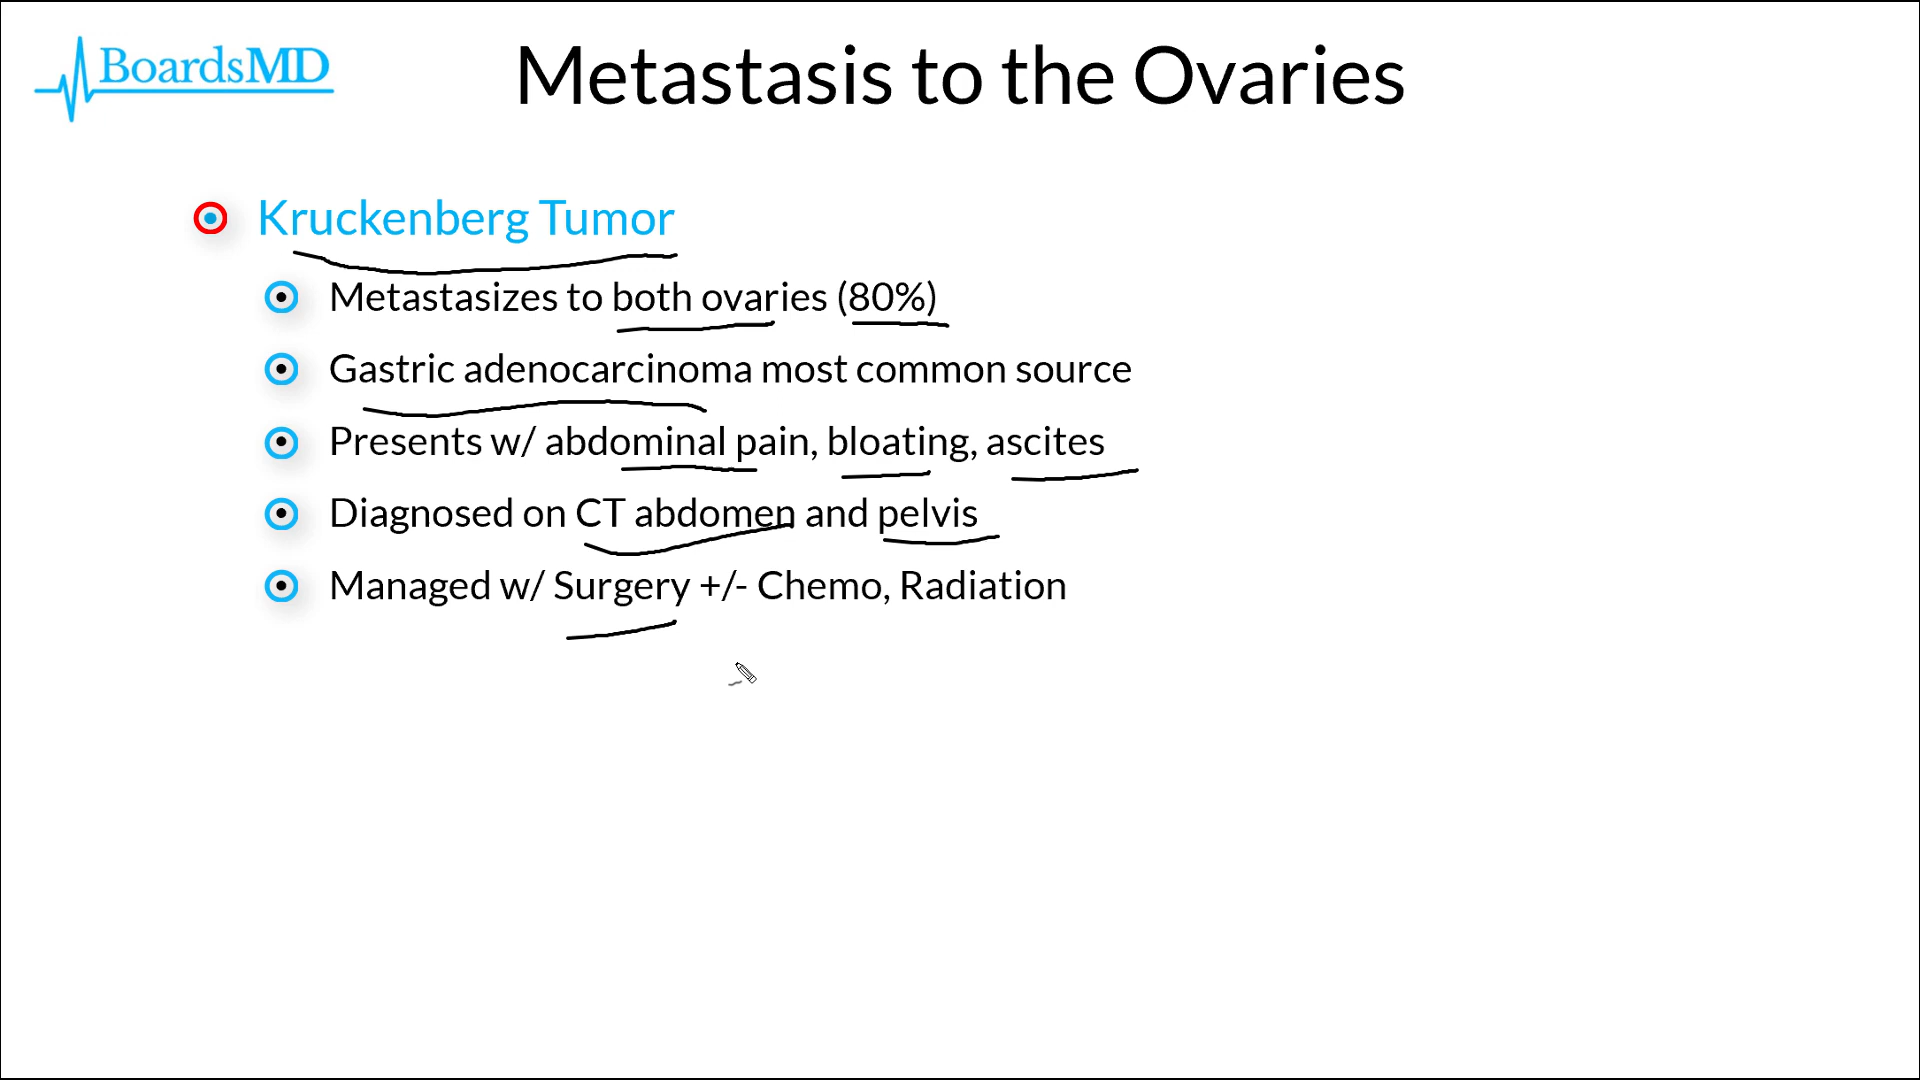 BoardsMD
Metastasis to the Ovaries
Kruckenberg Tumor
Metastasizes to both ovaries (80%)
Gastric adenocarcinoma most common source
Presents w/ abdominal pain, bloating, ascites
Diagnosed on CT abdomen and pelvis
Managed w/ Surgery +/- Chemo, Radiation